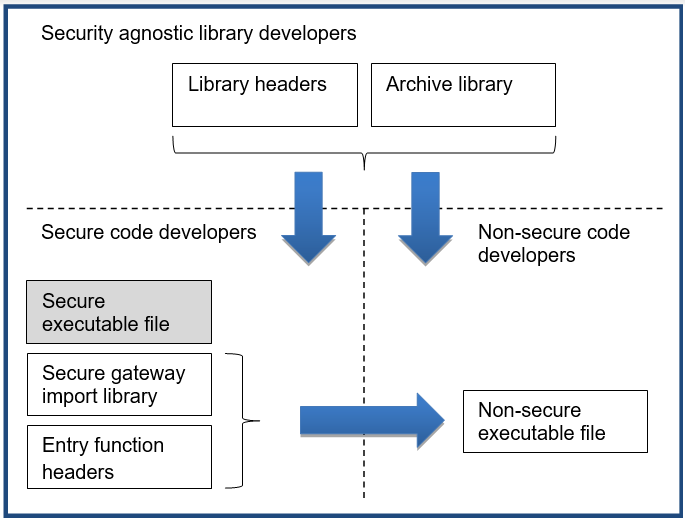 Security agnostic library developers
Library headers
Archive library
Secure code developers
Non-secure code
developers
Secure
executable file
Secure gateway
import library
Entry function
headers
Non-secure
executable file